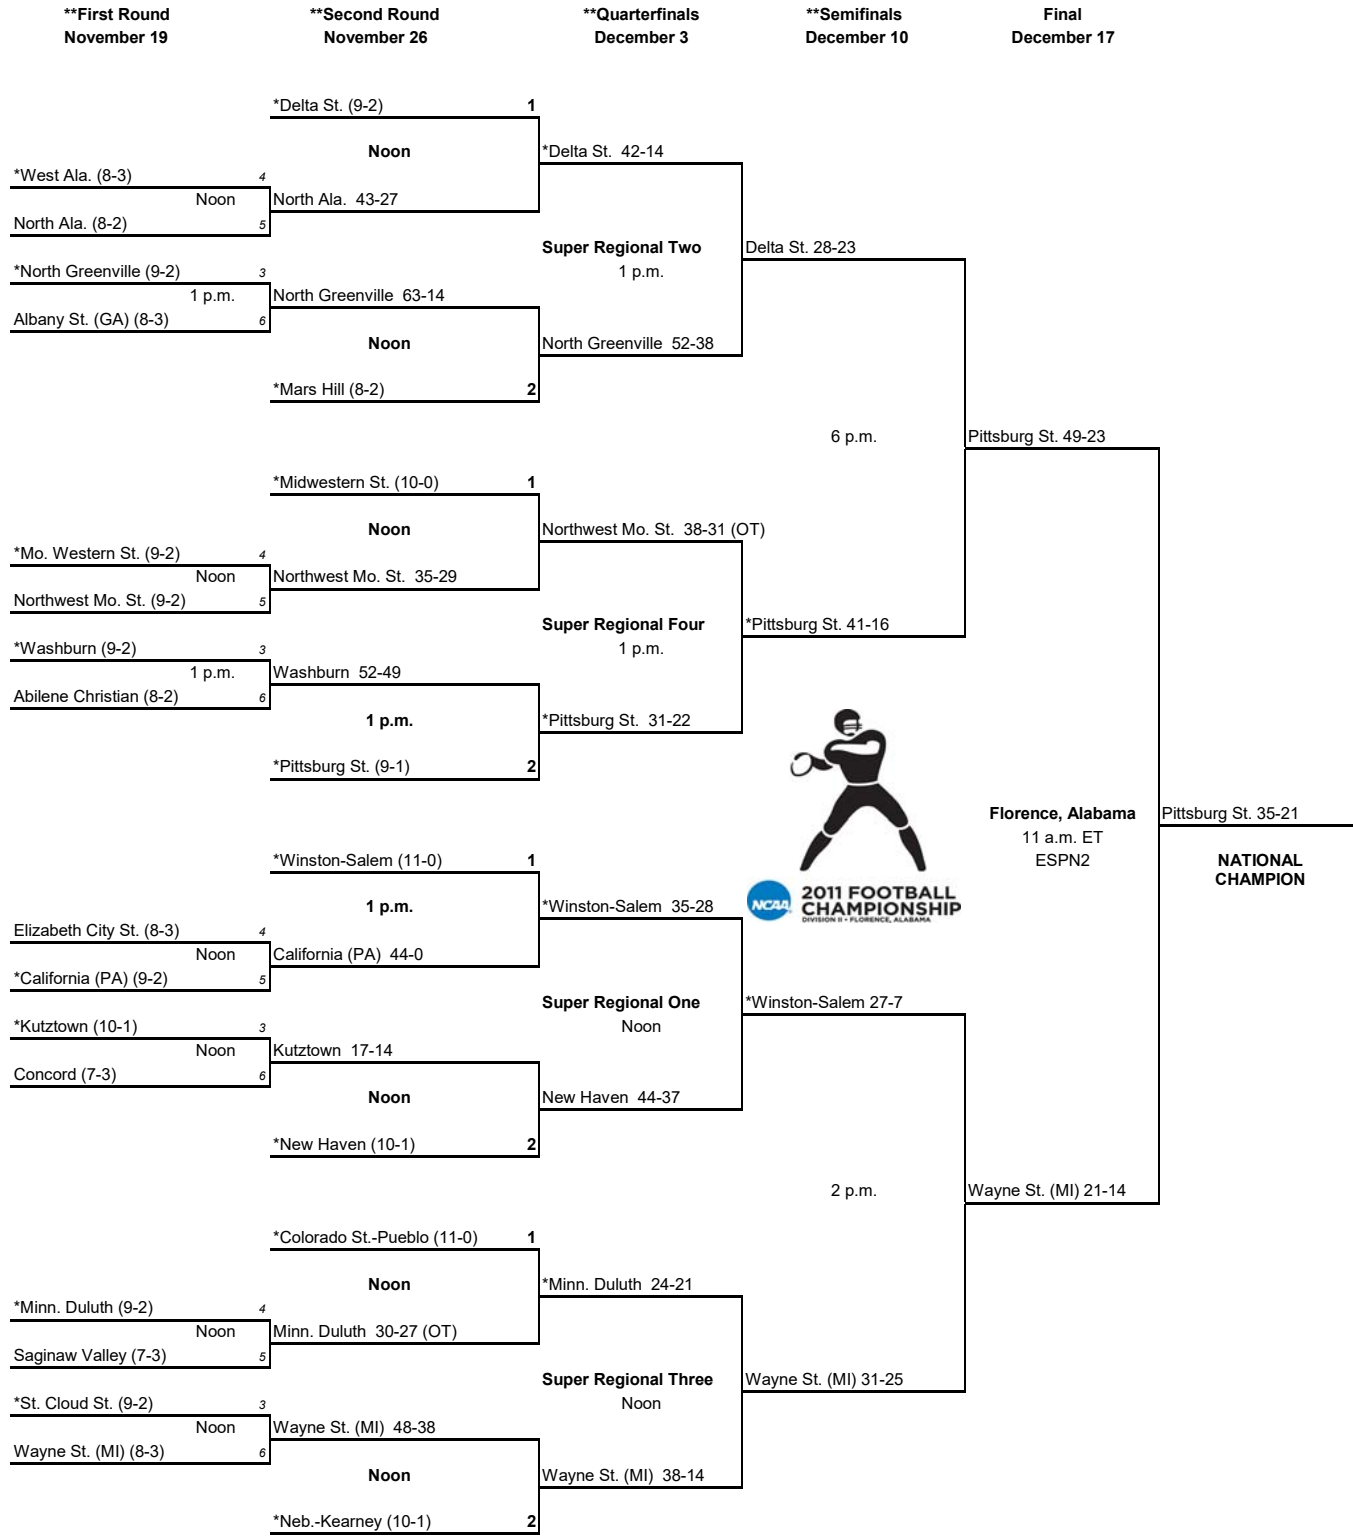 **First Round **Second Round **Quarterfinals **Semifinals Final
November 19 November 26 December 3 December 10 December 17
*Delta St. (9-2) 1
Noon *Delta St. 42-14
*West Ala. (8-3) 4
Noon North Ala. 43-27
North Ala. (8-2) 5
Super Regional Two Delta St. 28-23
*North Greenville (9-2) 3 1 p.m.
1 p.m. North Greenville 63-14
Albany St. (GA) (8-3) 6
Noon North Greenville 52-38
*Mars Hill (8-2) 2
6 p.m. Pittsburg St. 49-23
*Midwestern St. (10-0) 1
Noon Northwest Mo. St. 38-31 (OT)
*Mo. Western St. (9-2) 4
Noon Northwest Mo. St. 35-29
Northwest Mo. St. (9-2) 5
Super Regional Four *Pittsburg St. 41-16
*Washburn (9-2) 3 1 p.m.
1 p.m. Washburn 52-49
Abilene Christian (8-2) 6
1 p.m. *Pittsburg St. 31-22
*Pittsburg St. (9-1) 2
Florence, Alabama Pittsburg St. 35-21
11 a.m. ET
*Winston-Salem (11-0) 1 ESPN2 NATIONAL
CHAMPION
NCAA 2011 FOOTBALL
CHAMPIONSHIP
DIVISION II • FLORENCE, ALABAMA
1 p.m. *Winston-Salem 35-28
Elizabeth City St. (8-3) 4
Noon California (PA) 44-0
*California (PA) (9-2) 5
Super Regional One *Winston-Salem 27-7
*Kutztown (10-1) 3 Noon
Noon Kutztown 17-14
Concord (7-3) 6
Noon New Haven 44-37
*New Haven (10-1) 2
2 p.m. Wayne St. (MI) 21-14
*Colorado St.-Pueblo (11-0) 1
Noon *Minn. Duluth 24-21
*Minn. Duluth (9-2) 4
Noon Minn. Duluth 30-27 (OT)
Saginaw Valley (7-3) 5
Super Regional Three Wayne St. (MI) 31-25
*St. Cloud St. (9-2) 3 Noon
Noon Wayne St. (MI) 48-38
Wayne St. (MI) (8-3) 6
Noon Wayne St. (MI) 38-14
*Neb.-Kearney (10-1) 2